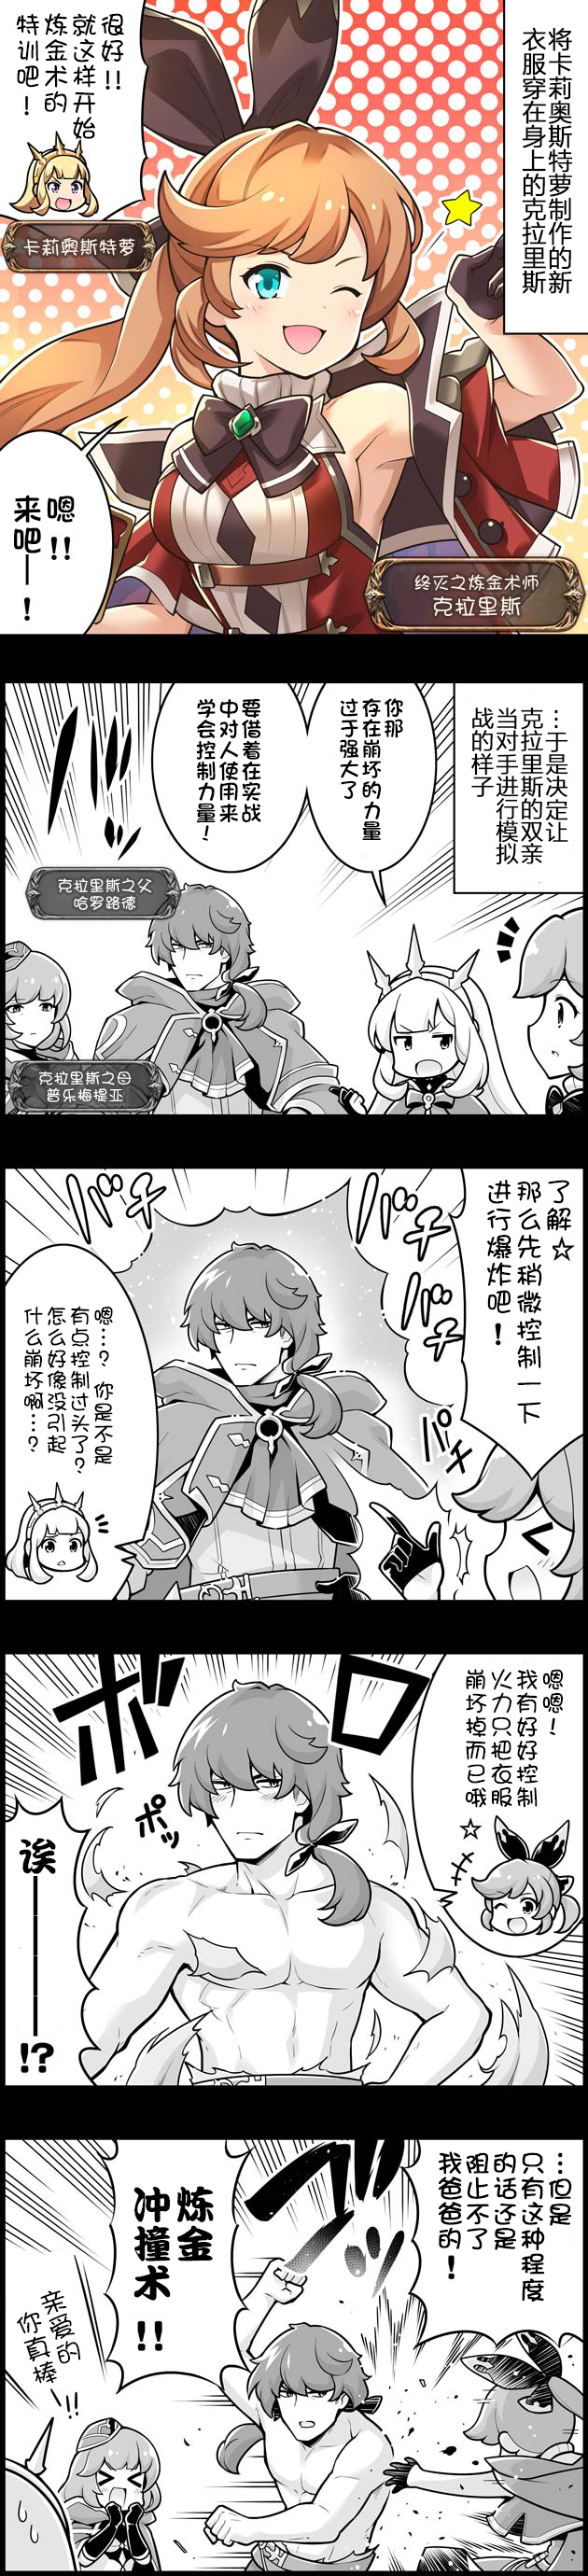 将卡莉奥斯特萝制作的新
衣服穿在身上的克拉里斯
很好!!
就这样开始
炼金术的
特训吧！
卡莉奥斯特萝
嗯!!
来吧—！
终灭之炼金术师
克拉里斯
…于是决定让
克拉里斯的双亲
当对手进行模拟
战的样子
你那
存在崩坏的力量
过于强大了
要借着在实战
中对人使用来
学会控制力量！
克拉里斯之父
哈罗路德
克拉里斯之母
普乐梅提亚
了解☆
那么先稍微控制一下
进行爆炸吧！
バチ
バチ
バチ
パチ
嗯…？ 你是不是
有点控制过头了？
怎么好像没引起
什么崩坏啊…？
嗯嗯！
我有好好控制
火力只把衣服
崩坏掉而已哦
☆
ボロ
ポッ
诶————!?
…但是
只有这种程度
的话还是
阻止不了
我爸爸的！
炼金
冲撞术!!
亲爱的
你真棒—!!